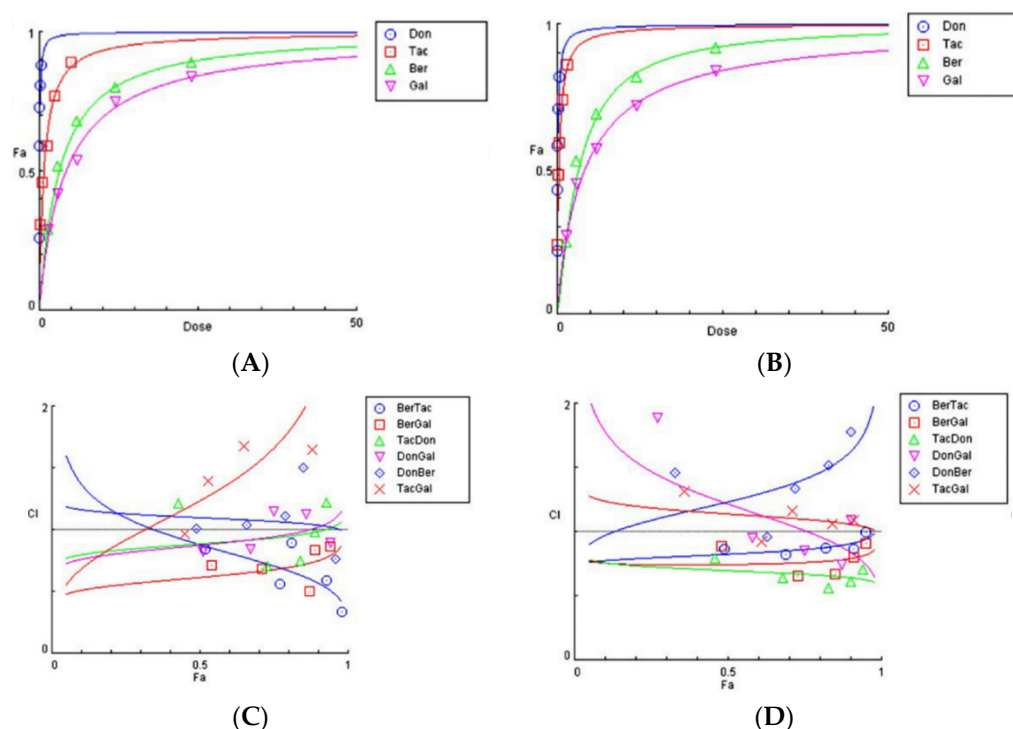 1
Fa
0.5
0
0
50
Dose
Don
Tac
Ber
Gal
(A)
1
Fa
0.5
0
0
50
Dose
Don
Tac
Ber
Gal
(B)
2
CI
1
0
0
0.5
1
Fa
BerTac
BerGal
TacDon
DonGal
DonBer
TacGal
(C)
2
CI
1
0
0
0.5
1
Fa
BerTac
BerGal
TacDon
DonGal
DonBer
TacGal
(D)